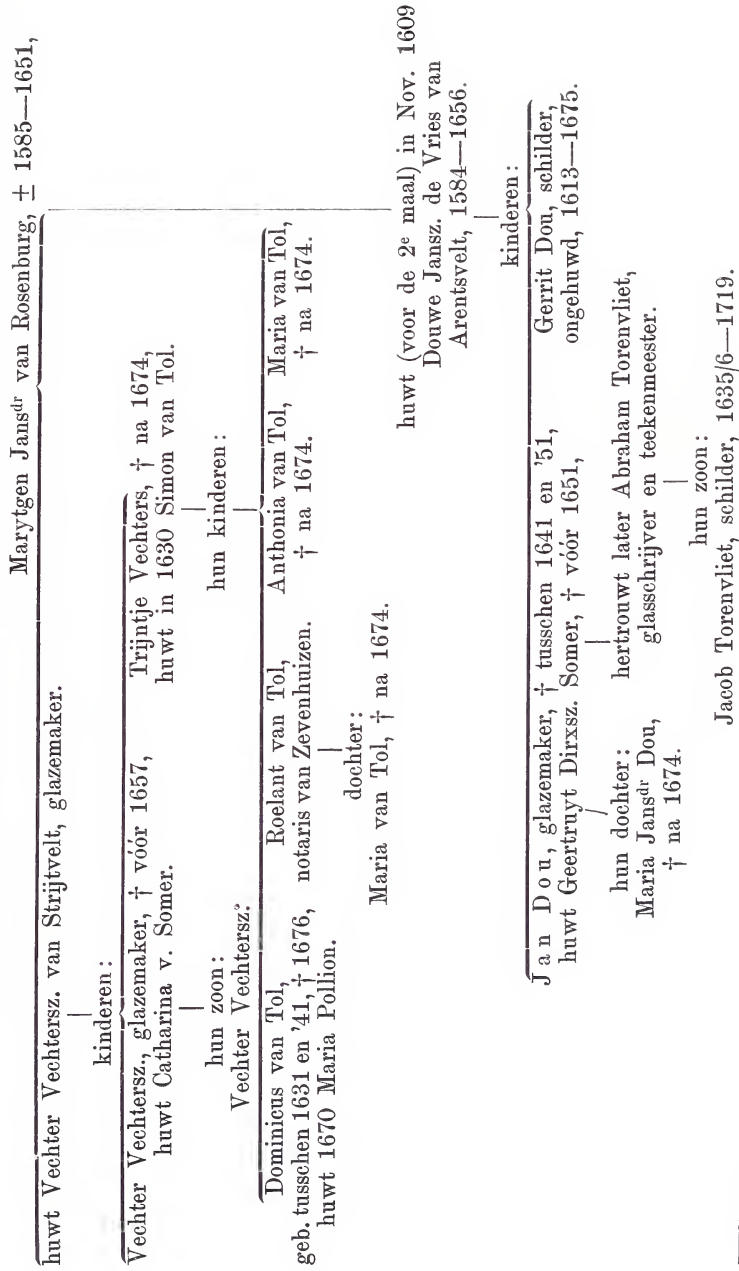 Marytgen Jansdr van Rosenburg, ± 1585—1651,
huwt Vechter Vechtersz. van Strijtvelt, glazemaker.
kinderen:
Vechter Vechtersz., glazemaker, † vóór 1657,
huwt Catharina v. Somer.
hun zoon:
Vechter Vechtersz.
Trijntje Vechters, † na 1674,
huwt in 1630 Simon van Tol.
hun kinderen:
Dominicus van Tol,
geb. tusschen 1631 en '41, † 1676,
huwt 1670 Maria Pollion.
Roelant van Tol,
notaris van Zevenhuizen.
dochter:
Maria van Tol, † na 1674.
Anthonia van Tol,
† na 1674.
Maria van Tol,
† na 1674.
huwt (voor de 2e maal) in Nov. 1609
Douwe Jansz. de Vries van
Arentsvelt, 1584—1656.
kinderen:
Jan Dou, glazemaker, † tusschen 1641 en '51,
huwt Geertruyt Dirxsz. Somer, † vóór 1651,
hun dochter:
Maria Jansdr Dou,
† na 1674.
hertrouwt later Abraham Torenvliet,
glasschrijver en teekenmeester.
hun zoon:
Jacob Torenvliet, schilder, 1635/6—1719.
Gerrit Dou, schilder,
ongehuwd, 1613—1675.